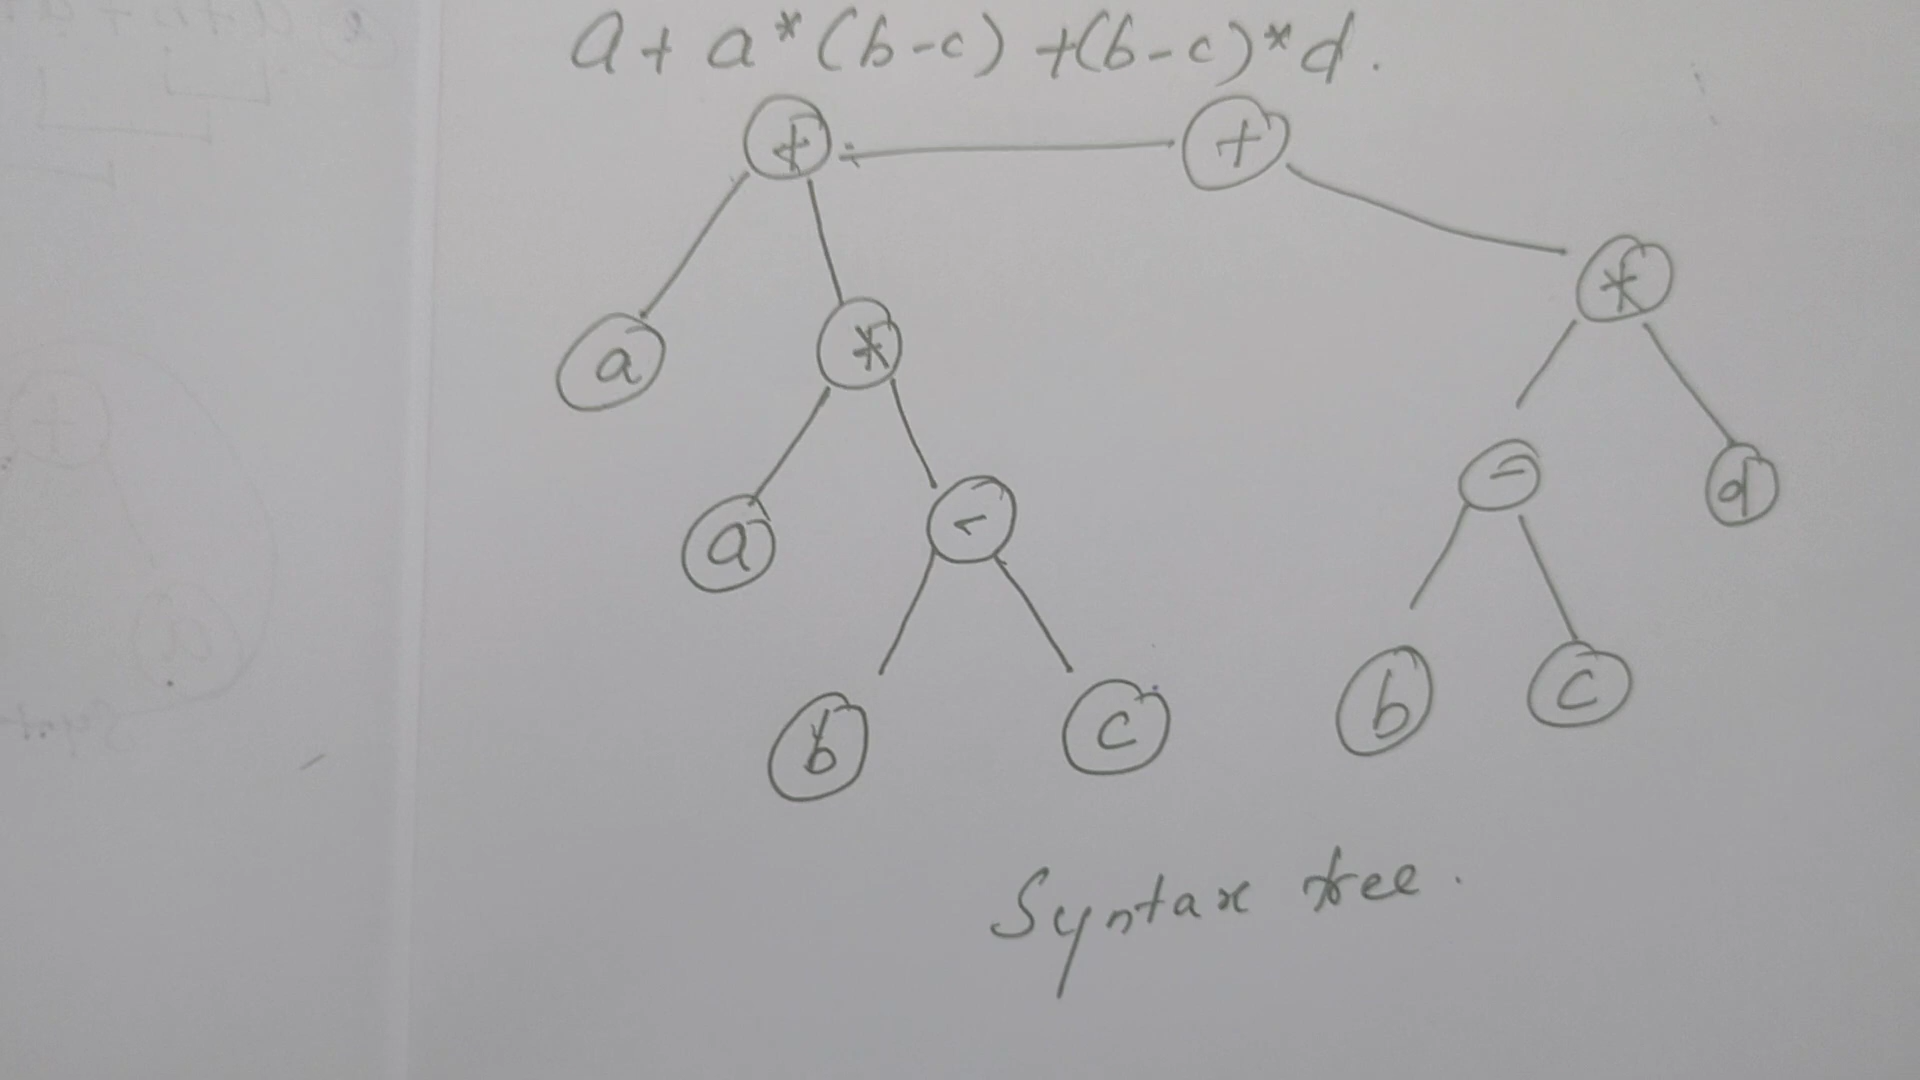 a + a * (b - c) + (b - c) * d.
+ +
*
a *
- d
a -
b c
b c
Syntax tree.